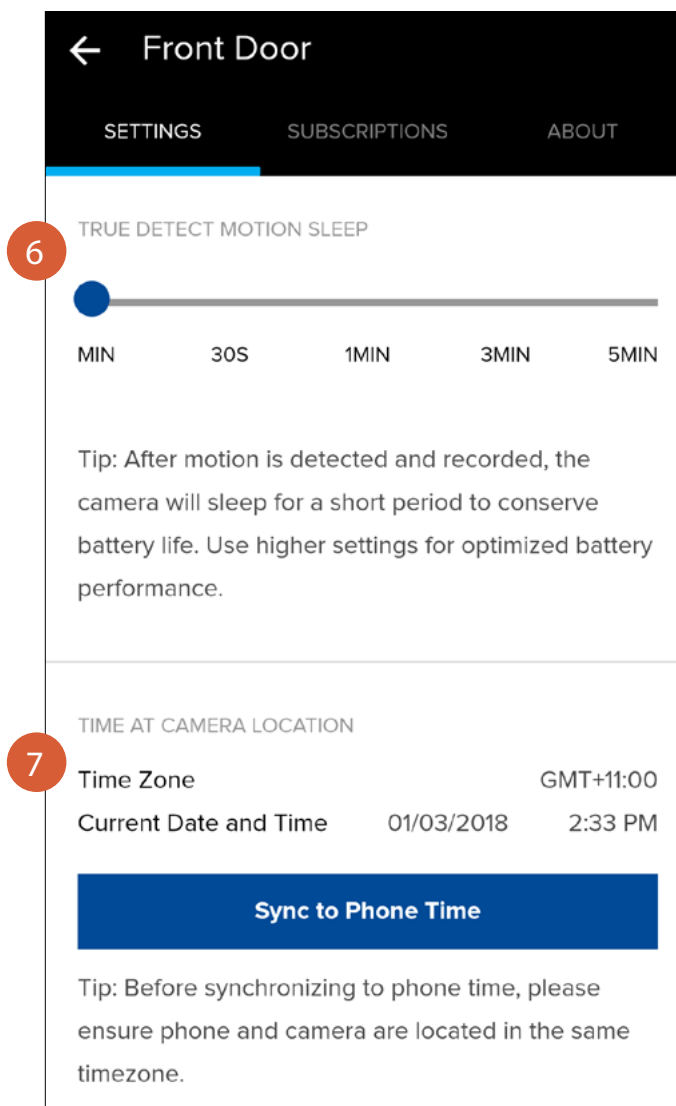 Front Door
SETTINGS SUBSCRIPTIONS ABOUT
6
TRUE DETECT MOTION SLEEP
MIN 30S 1MIN 3MIN 5MIN
Tip: After motion is detected and recorded, the
camera will sleep for a short period to conserve
battery life. Use higher settings for optimized battery
performance.
7
TIME AT CAMERA LOCATION
Time Zone GMT+11:00
Current Date and Time 01/03/2018 2:33 PM
Sync to Phone Time
Tip: Before synchronizing to phone time, please
ensure phone and camera are located in the same
timezone.